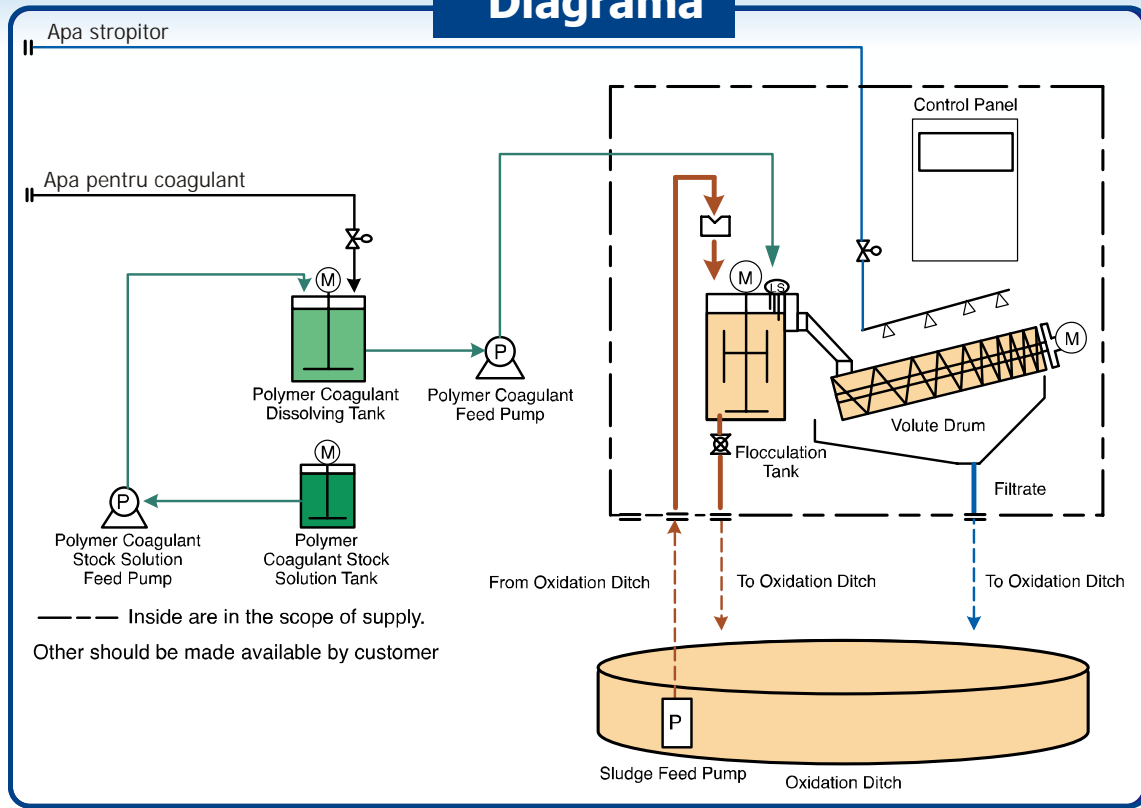 Diagrama
Apa stropitor
Control Panel
Apa pentru coagulant
M
M
LS
P
M
Polymer Coagulant
Dissolving Tank
Polymer Coagulant
Feed Pump
Volute Drum
M
Flocculation
Tank
P
Filtrate
Polymer Coagulant
Stock Solution
Feed Pump
Polymer
Coagulant Stock
Solution Tank
From Oxidation Ditch
To Oxidation Ditch
To Oxidation Ditch
Inside are in the scope of supply.
Other should be made available by customer
P
Sludge Feed Pump
Oxidation Ditch